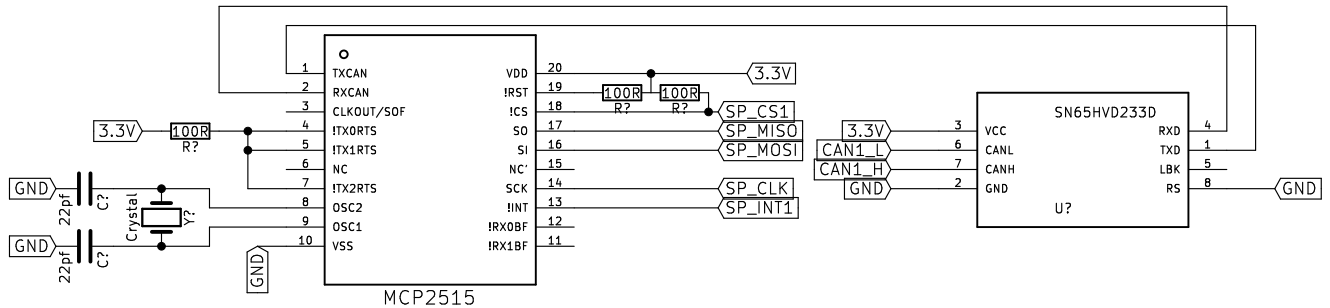 1 TXCAN VDD 20 3.3V
2 RXCAN !RST 19 100R 100R
R? R?
3 CLKOUT/SOF !CS 18 SP_CS1 SN65HVD233D
3.3V 100R 4 !TX0RTS SO 17 SP_MISO 3.3V 3 VCC RXD 4
R?
5 !TX1RTS SI 16 SP_MOSI CAN1_L 6 CANL TXD 1
6 NC NC' 15 CAN1_H 7 CANH LBK 5
GND 22pf C? 7 !TX2RTS SCK 14 SP_CLK GND 2 GND RS 8 GND
Crystal Y? 8 OSC2 !INT 13 SP_INT1 U?
9 OSC1 !RX0BF 12
GND 22pf C? GND 10 VSS !RX1BF 11
MCP2515